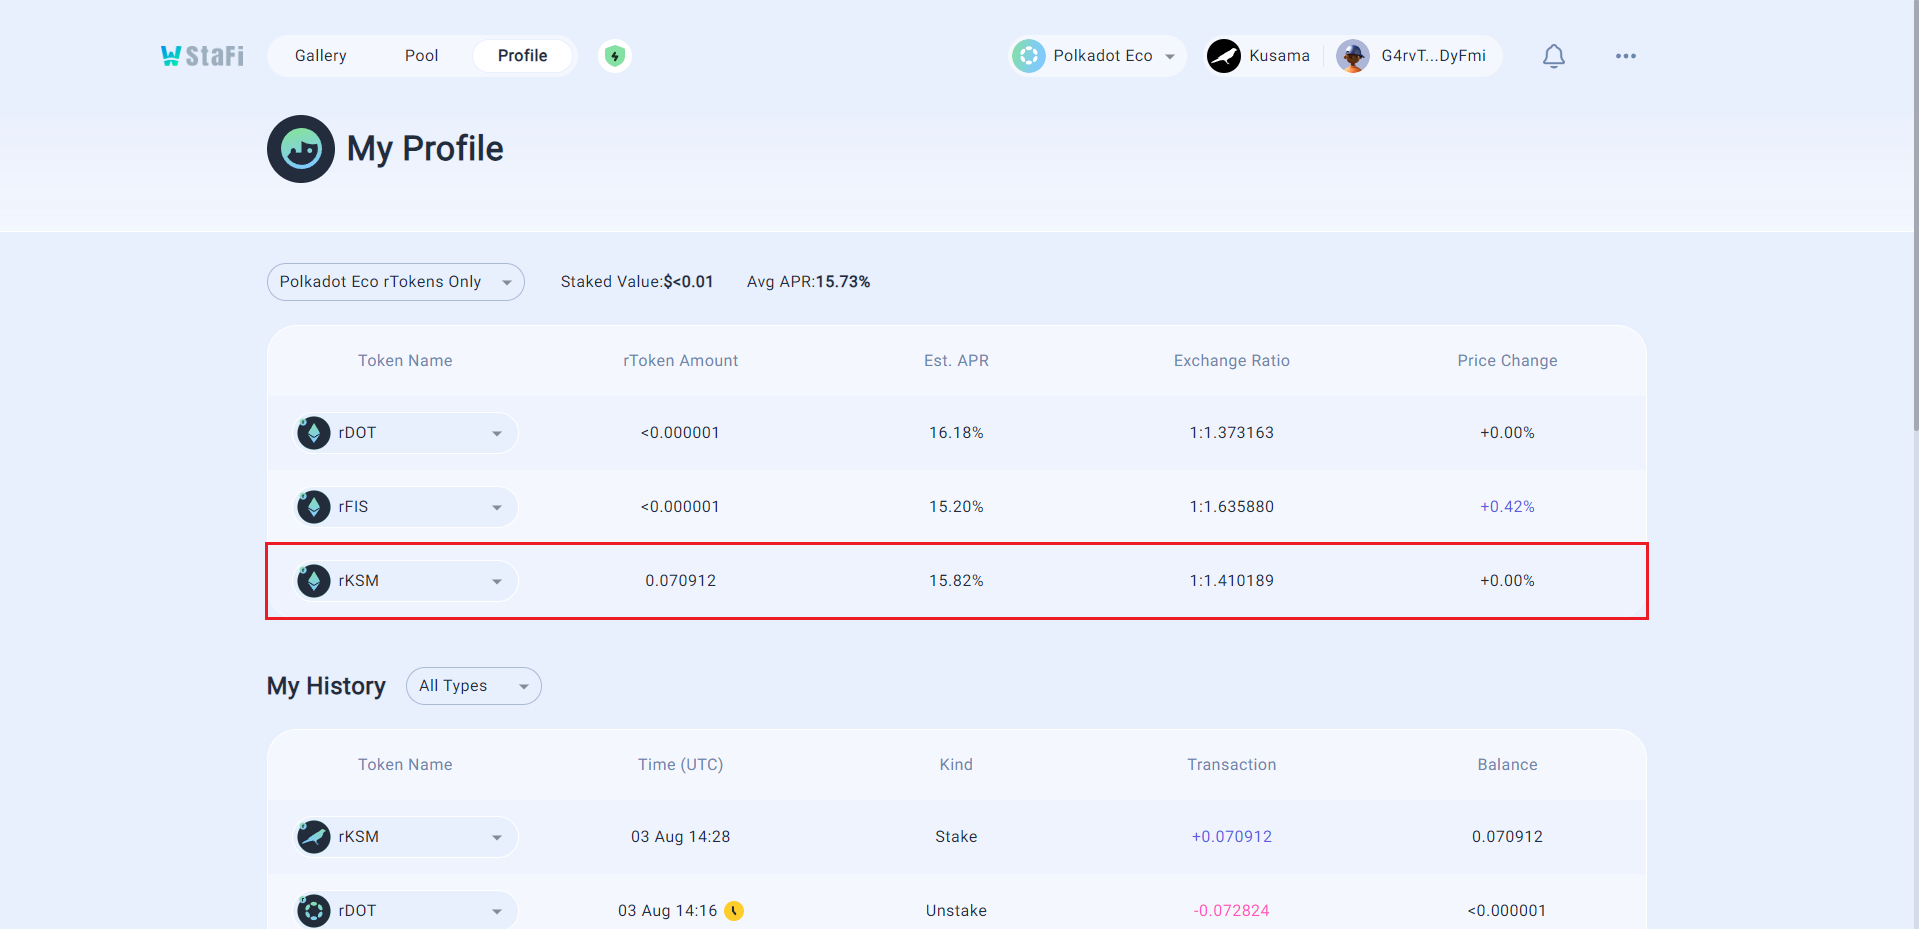 StaFi Gallery Pool Profile Polkadot Eco Kusama G4rvT...DyFmi
My Profile
Polkadot Eco rTokens Only Staked Value:$<0.01 Avg APR:15.73%
Token Name rToken Amount Est. APR Exchange Ratio Price Change
rDOT <0.000001 16.18% 1:1.373163 +0.00%
rFIS <0.000001 15.20% 1:1.635880 +0.42%
rKSM 0.070912 15.82% 1:1.410189 +0.00%
My History All Types
Token Name Time (UTC) Kind Transaction Balance
rKSM 03 Aug 14:28 Stake +0.070912 0.070912
rDOT 03 Aug 14:16 Unstake -0.072824 <0.000001